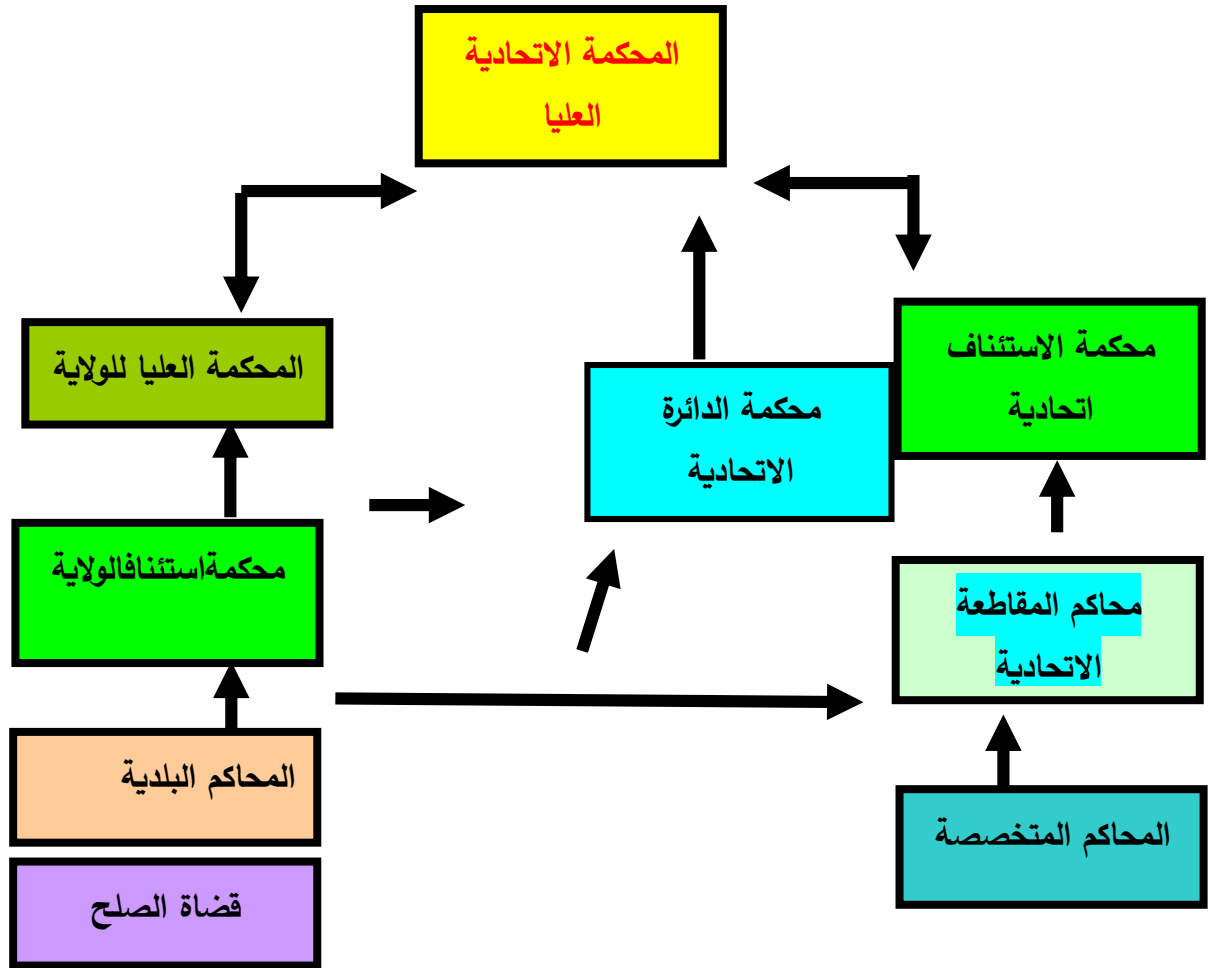 المحكمة الاتحادية
العليا
المحكمة العليا للولاية
محكمة الدائرة
الاتحادية
محكمة الاستئناف
اتحادية
محكمةاستئنافالولاية
محاكم المقاطعة
الاتحادية
المحاكم البلدية
المحاكم المتخصصة
قضاة الصلح